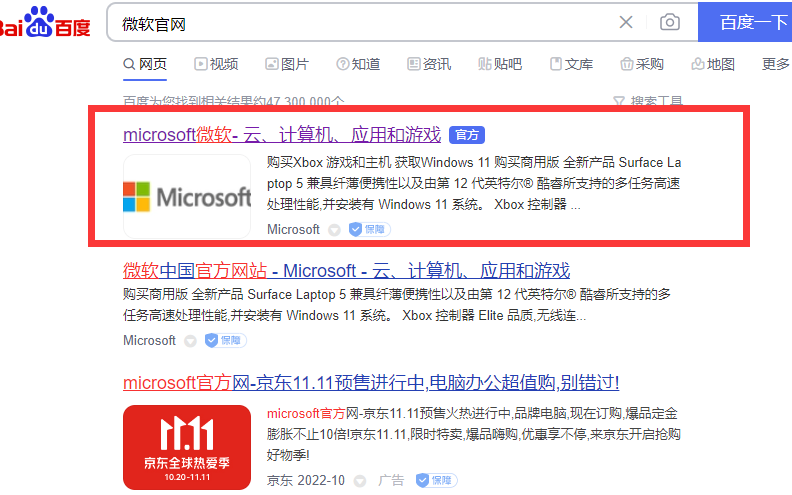 Bai du 百度
微软官网
百度一下
网页 视频 图片 知道 资讯 贴吧 文库 采购 地图 更多
百度为您找到相关结果约47,300,000个 搜索工具
microsoft微软- 云、计算机、应用和游戏 官方
购买Xbox 游戏和主机 获取Windows 11 购买商用版 全新产品 Surface La
ptop 5 兼具纤薄便携性以及由第 12 代英特尔® 酷睿所支持的多任务高速
处理性能,并安装有 Windows 11 系统。 Xbox 控制器 ...
Microsoft
Microsoft 保障
微软中国官方网站 - Microsoft - 云、计算机、应用和游戏
购买商用版 全新产品 Surface Laptop 5 兼具纤薄便携性以及由第 12 代英特尔® 酷睿所支持的多
任务高速处理性能,并安装有 Windows 11 系统。 Xbox 控制器 Elite 品质,无线连...
Microsoft 保障
microsoft官方网-京东11.11预售进行中,电脑办公超值购,别错过!
microsoft官方网-京东11.11预售火热进行中,品牌电脑,现在订购,爆品定金
膨胀不止10倍!京东11.11,限时特卖,爆品嗨购,优惠享不停,来京东开启抢购
好物季!
11.11
京东全球热爱季
10.20-11.11
京东 2022-10 广告 保障